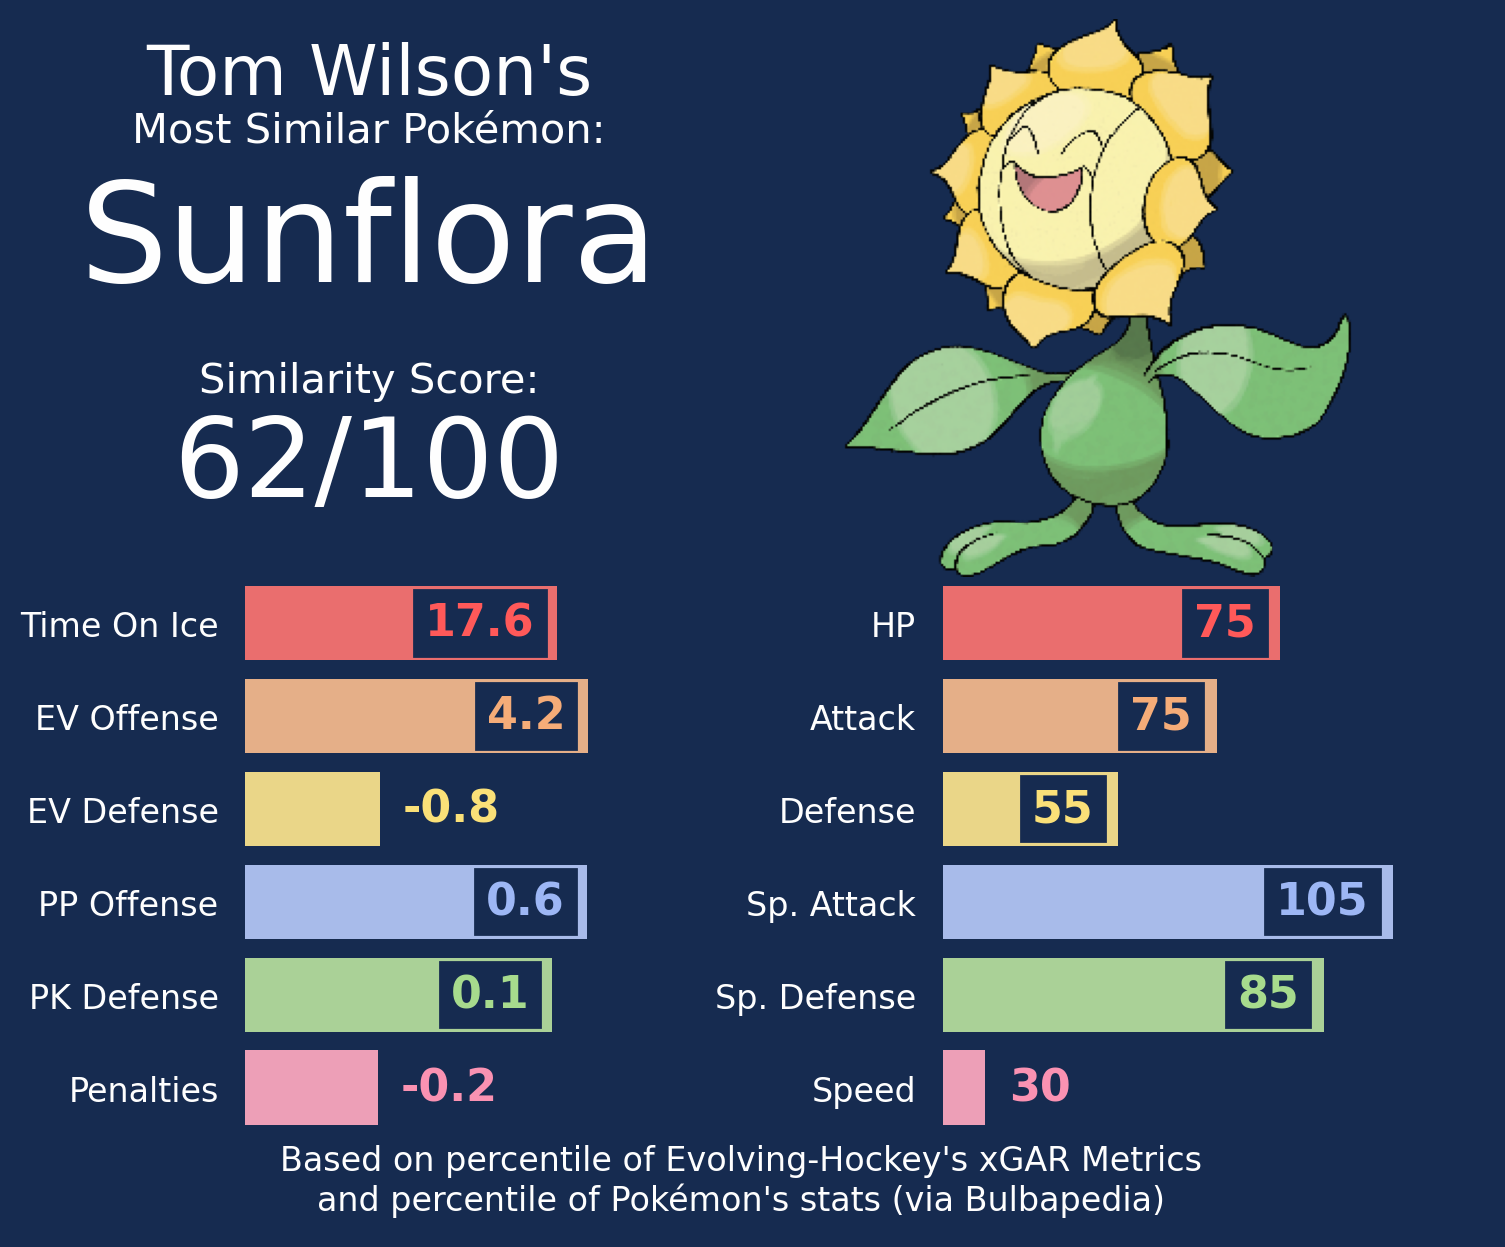 Tom Wilson's
Most Similar Pokémon:
Sunflora
Similarity Score:
62/100
Time On Ice 17.6
EV Offense 4.2
EV Defense -0.8
PP Offense 0.6
PK Defense 0.1
Penalties -0.2
HP 75
Attack 75
Defense 55
Sp. Attack 105
Sp. Defense 85
Speed 30
Based on percentile of Evolving-Hockey's xGAR Metrics
and percentile of Pokémon's stats (via Bulbapedia)